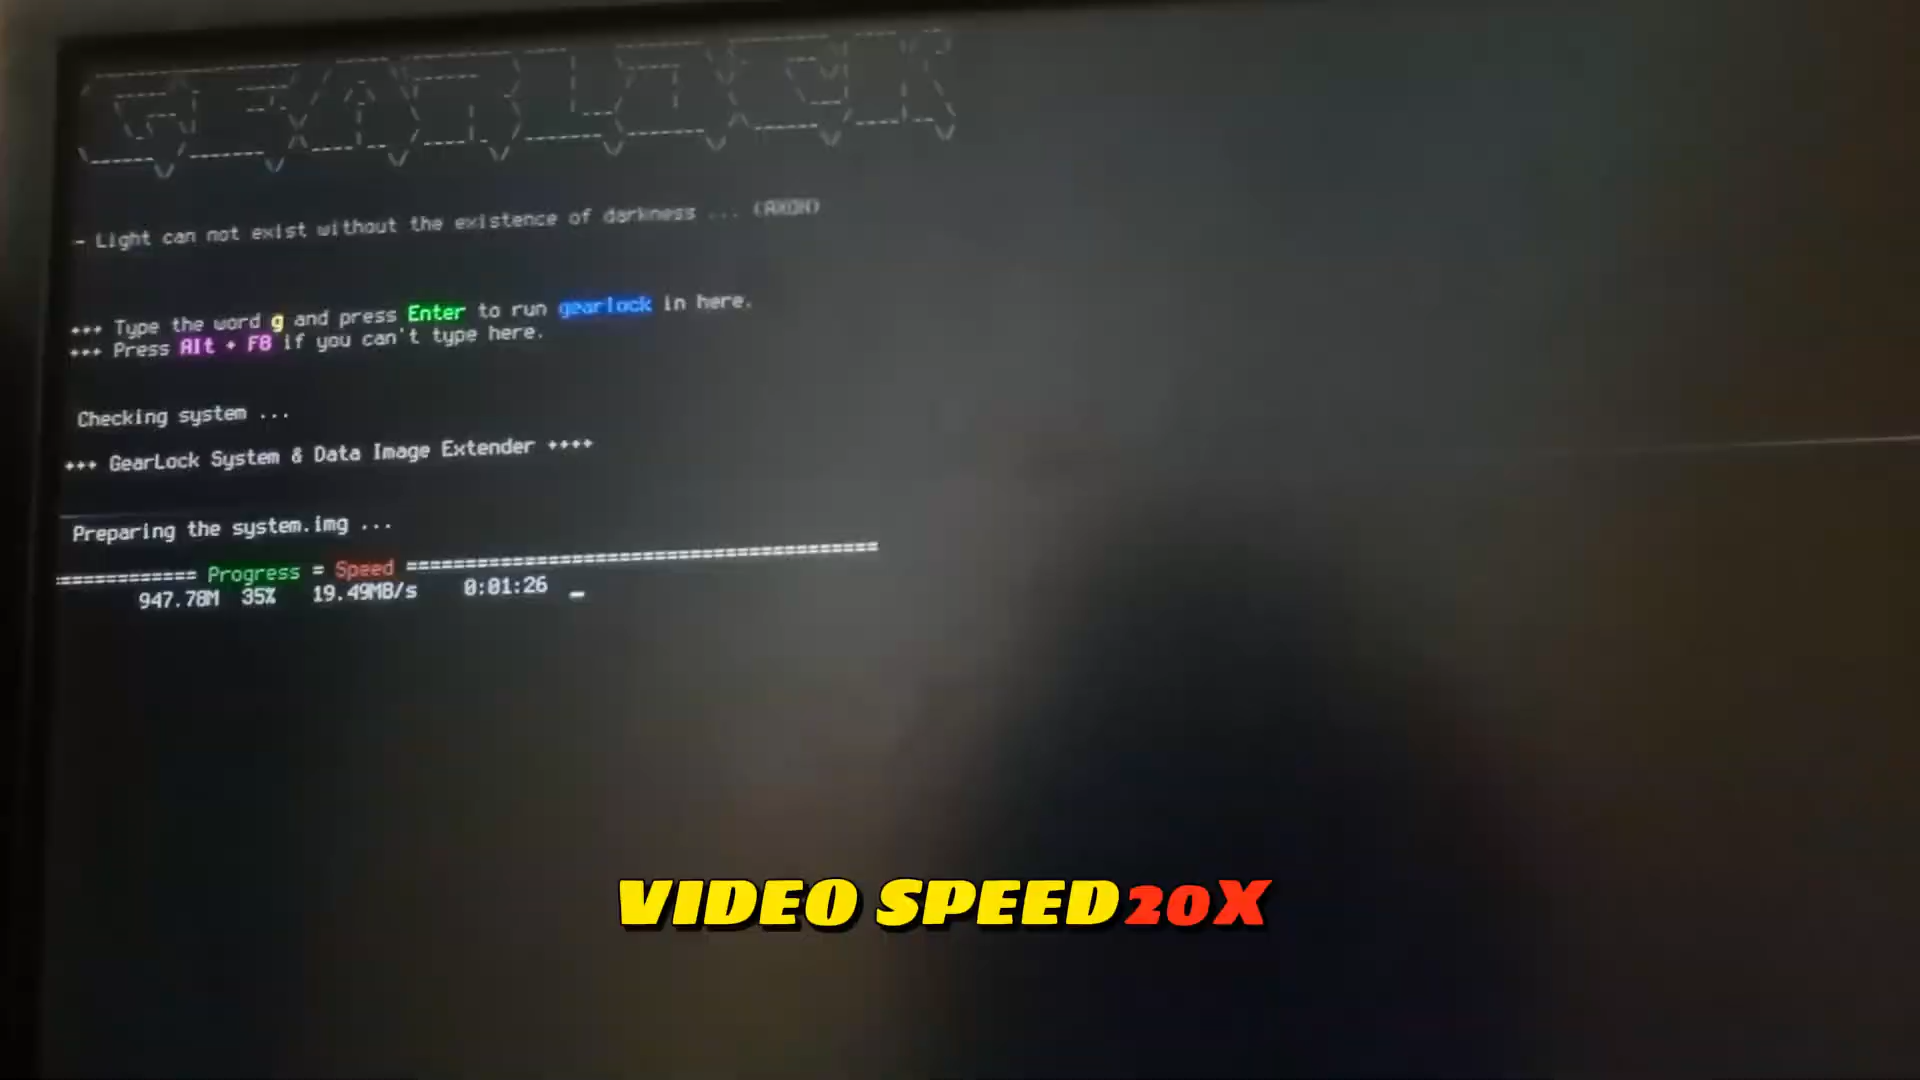 GEARLOCK
- Light can not exist without the existence of darkness ... (AXON)
+++ Type the word g and press Enter to run gearlock in here.
+++ Press Alt + F8 if you can't type here.
Checking system ...
+++ GearLock System & Data Image Extender ++++
Preparing the system.img ...
============ Progress = Speed ========================================
947.78M 35% 19.49MB/s 0:01:26 _
VIDEO SPEED 20X